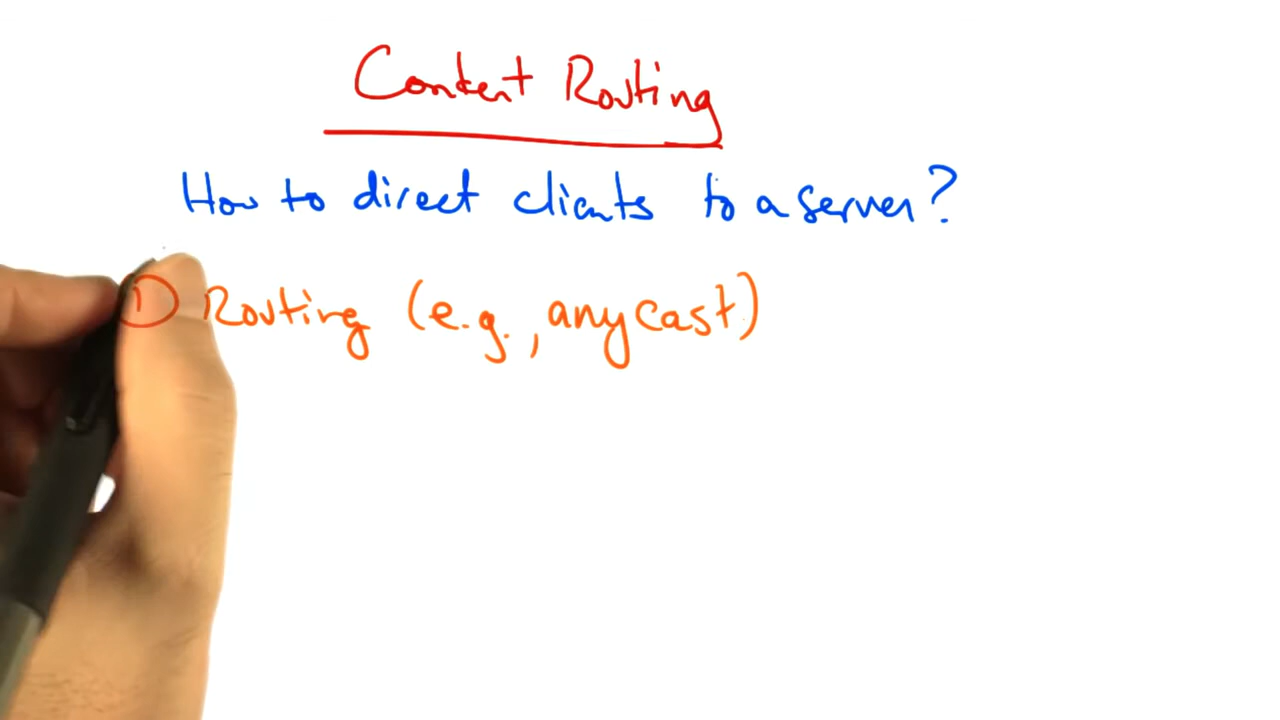 Content Routing
How to direct clients to a server?
① Routing (e.g., anycast)